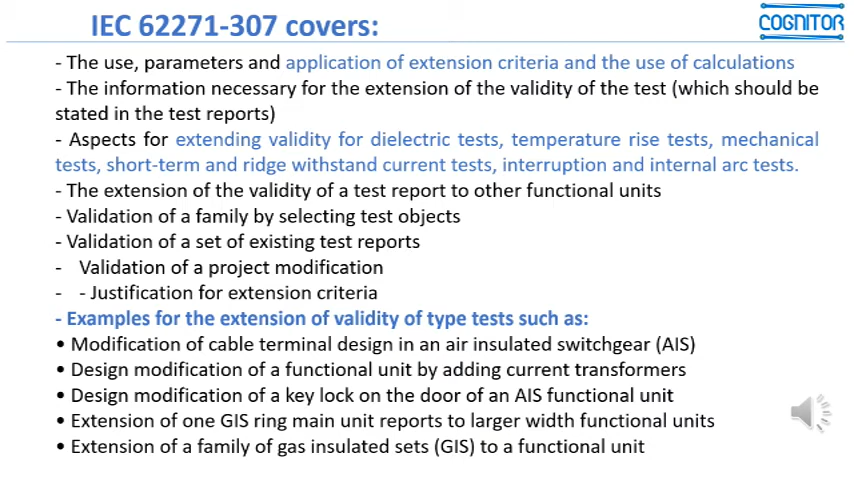 IEC 62271-307 covers:
COGNITOR
- The use, parameters and application of extension criteria and the use of calculations
- The information necessary for the extension of the validity of the test (which should be
stated in the test reports)
- Aspects for extending validity for dielectric tests, temperature rise tests, mechanical
tests, short-term and ridge withstand current tests, interruption and internal arc tests.
- The extension of the validity of a test report to other functional units
- Validation of a family by selecting test objects
- Validation of a set of existing test reports
- Validation of a project modification
- - Justification for extension criteria
- Examples for the extension of validity of type tests such as:
• Modification of cable terminal design in an air insulated switchgear (AIS)
• Design modification of a functional unit by adding current transformers
• Design modification of a key lock on the door of an AIS functional unit
• Extension of one GIS ring main unit reports to larger width functional units
• Extension of a family of gas insulated sets (GIS) to a functional unit